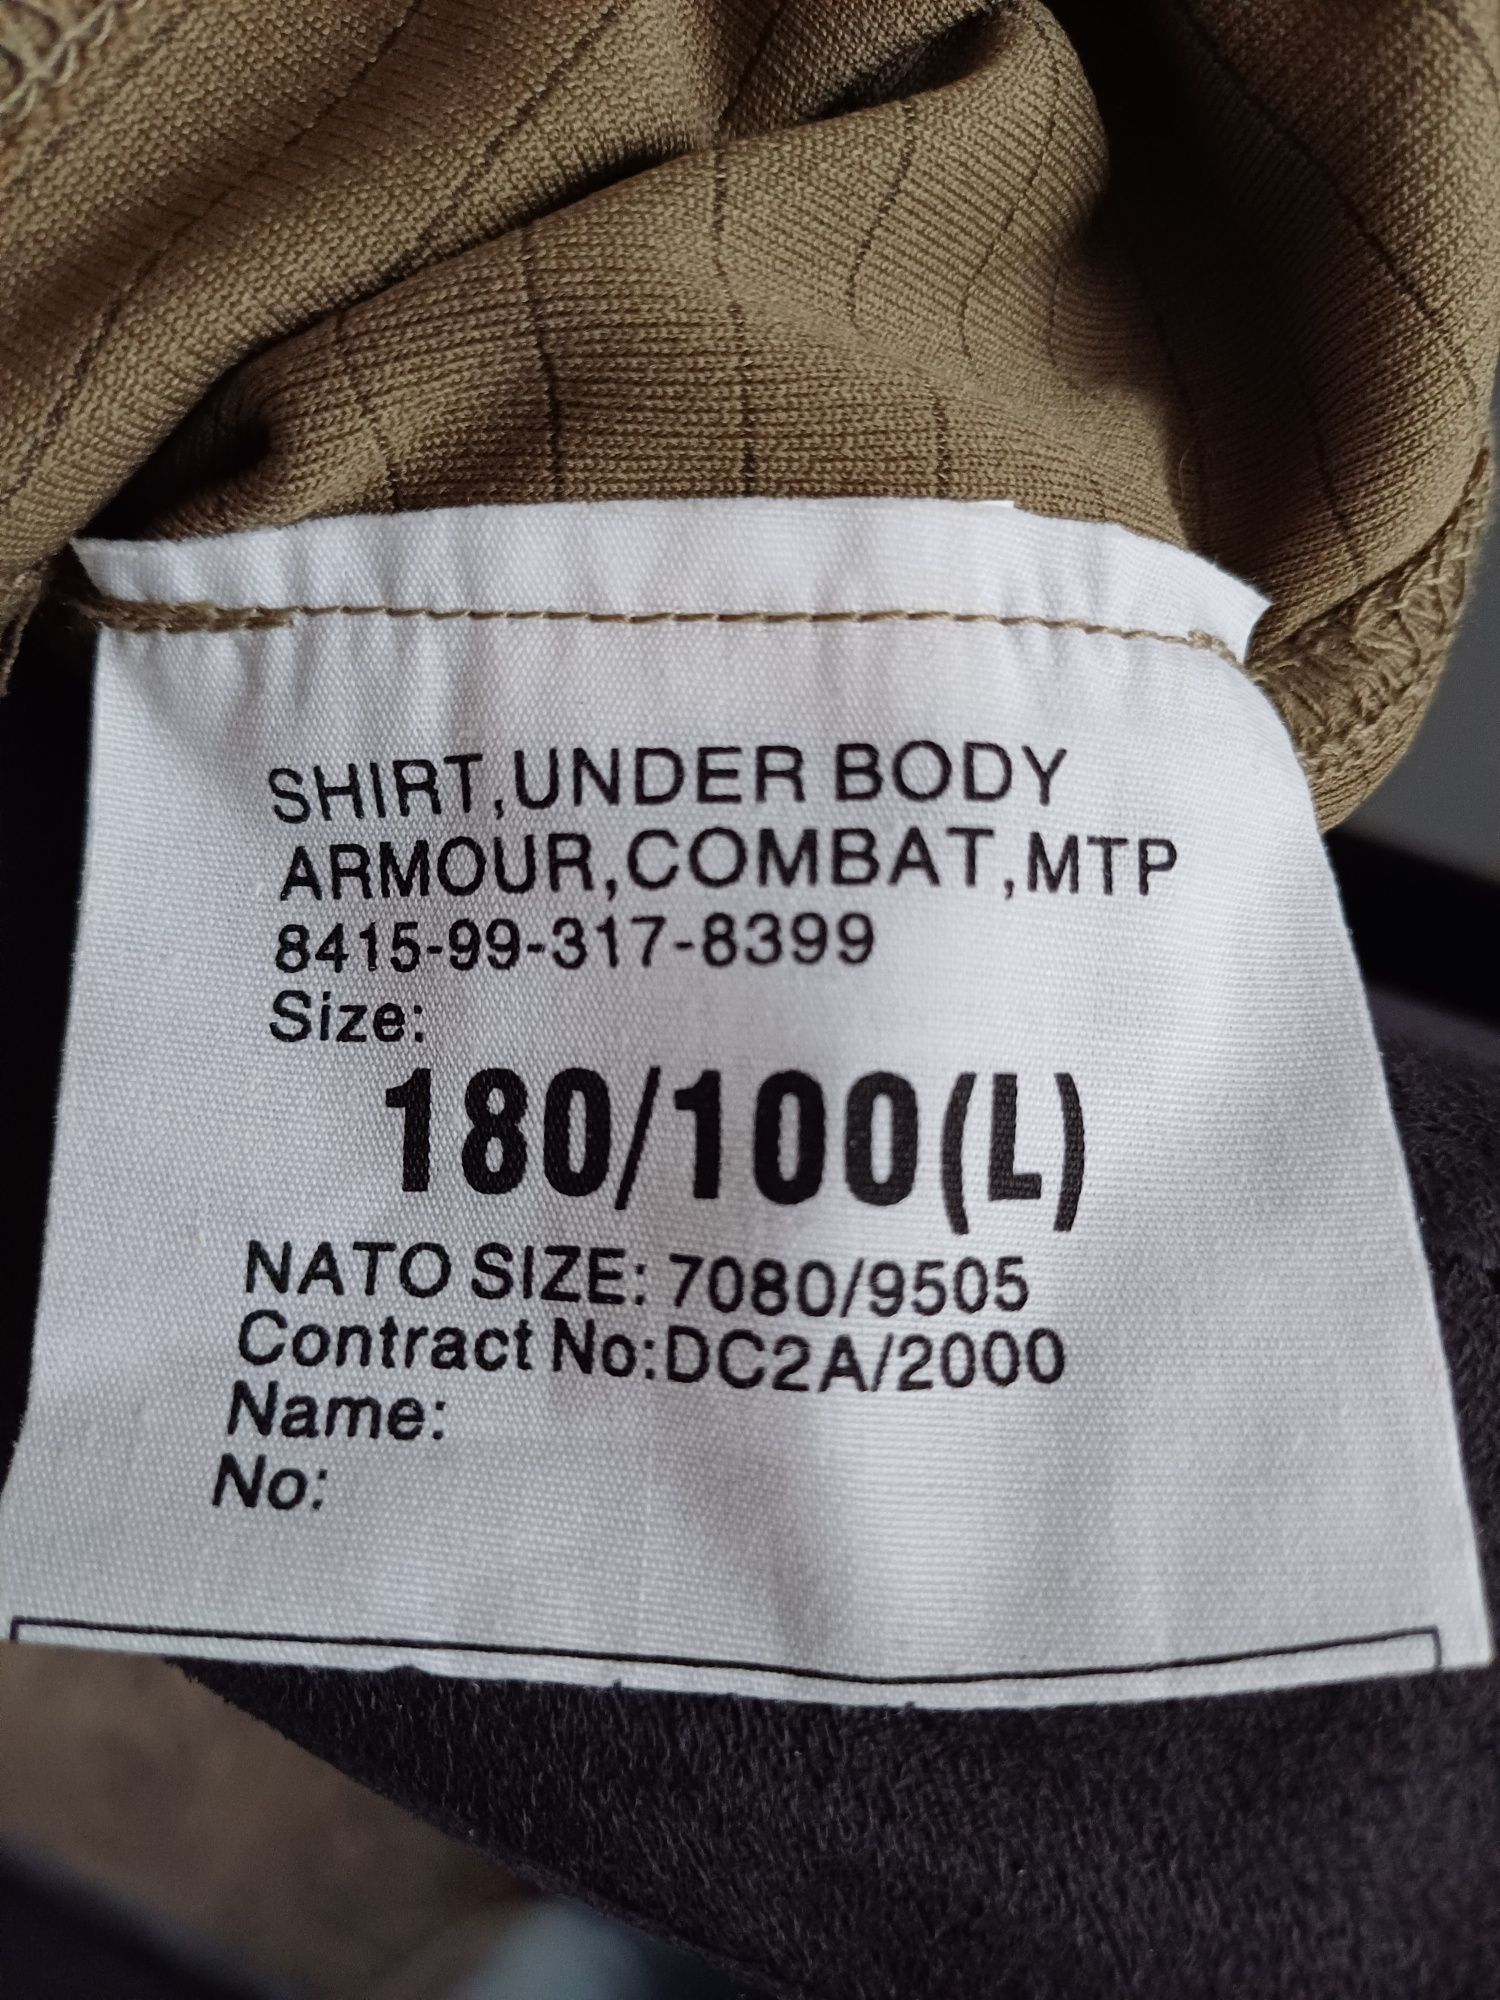 SHIRT,UNDER BODY
ARMOUR,COMBAT,MTP
8415-99-317-8399
Size:
180/100(L)
NATO SIZE: 7080/9505
Contract No:DC2A/2000
Name:
No: